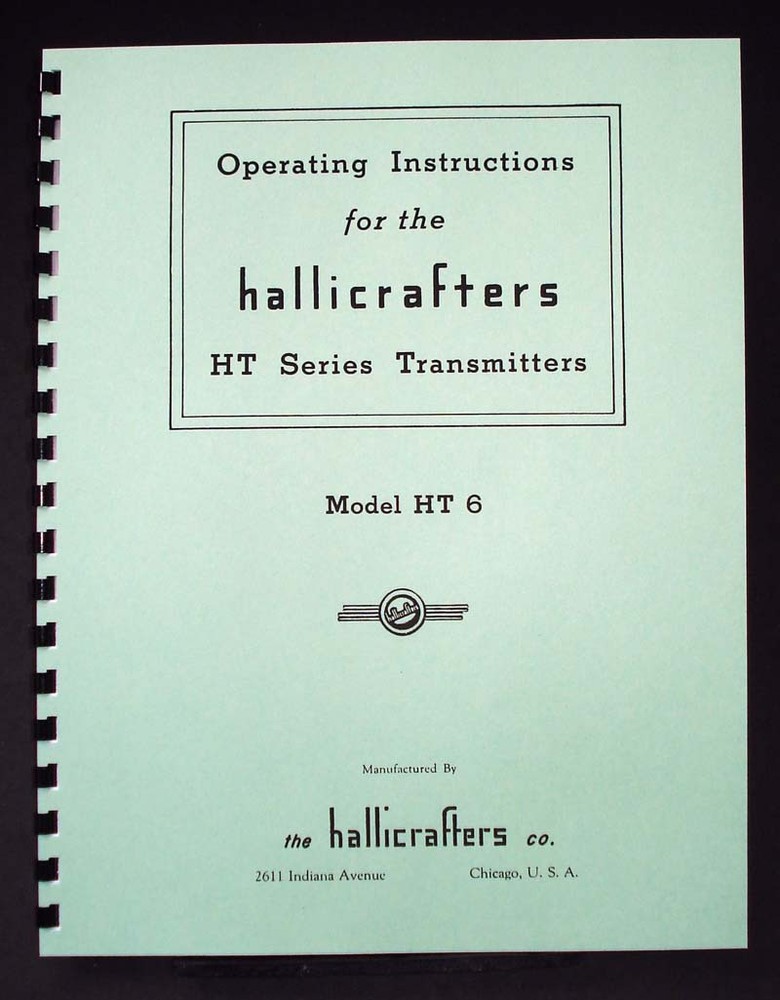 Operating Instructions
for the
hallicrafters
HT Series Transmitters
Model HT 6
hallicrafters
Manufactured By
the hallicrafters co.
2611 Indiana Avenue Chicago, U. S. A.